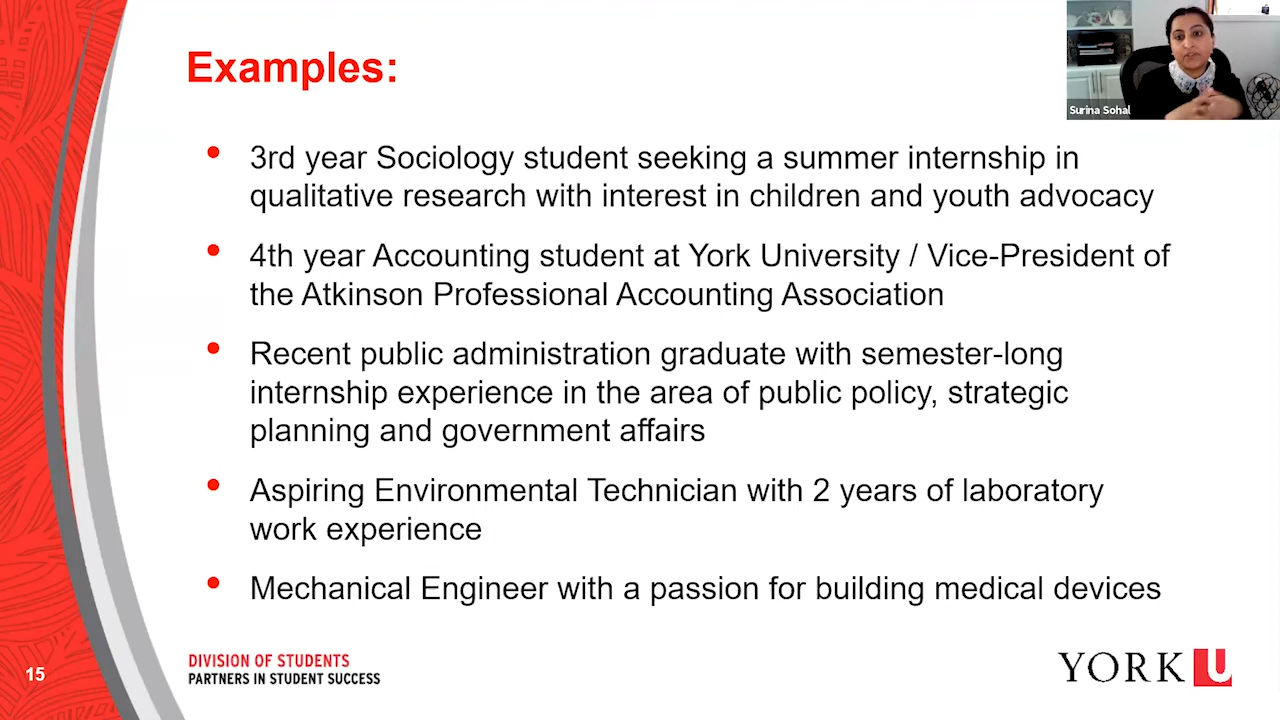 Examples:
Surina Sohal
3rd year Sociology student seeking a summer internship in
qualitative research with interest in children and youth advocacy
4th year Accounting student at York University / Vice-President of
the Atkinson Professional Accounting Association
Recent public administration graduate with semester-long
internship experience in the area of public policy, strategic
planning and government affairs
Aspiring Environmental Technician with 2 years of laboratory
work experience
Mechanical Engineer with a passion for building medical devices
15
DIVISION OF STUDENTS
PARTNERS IN STUDENT SUCCESS
YORK U